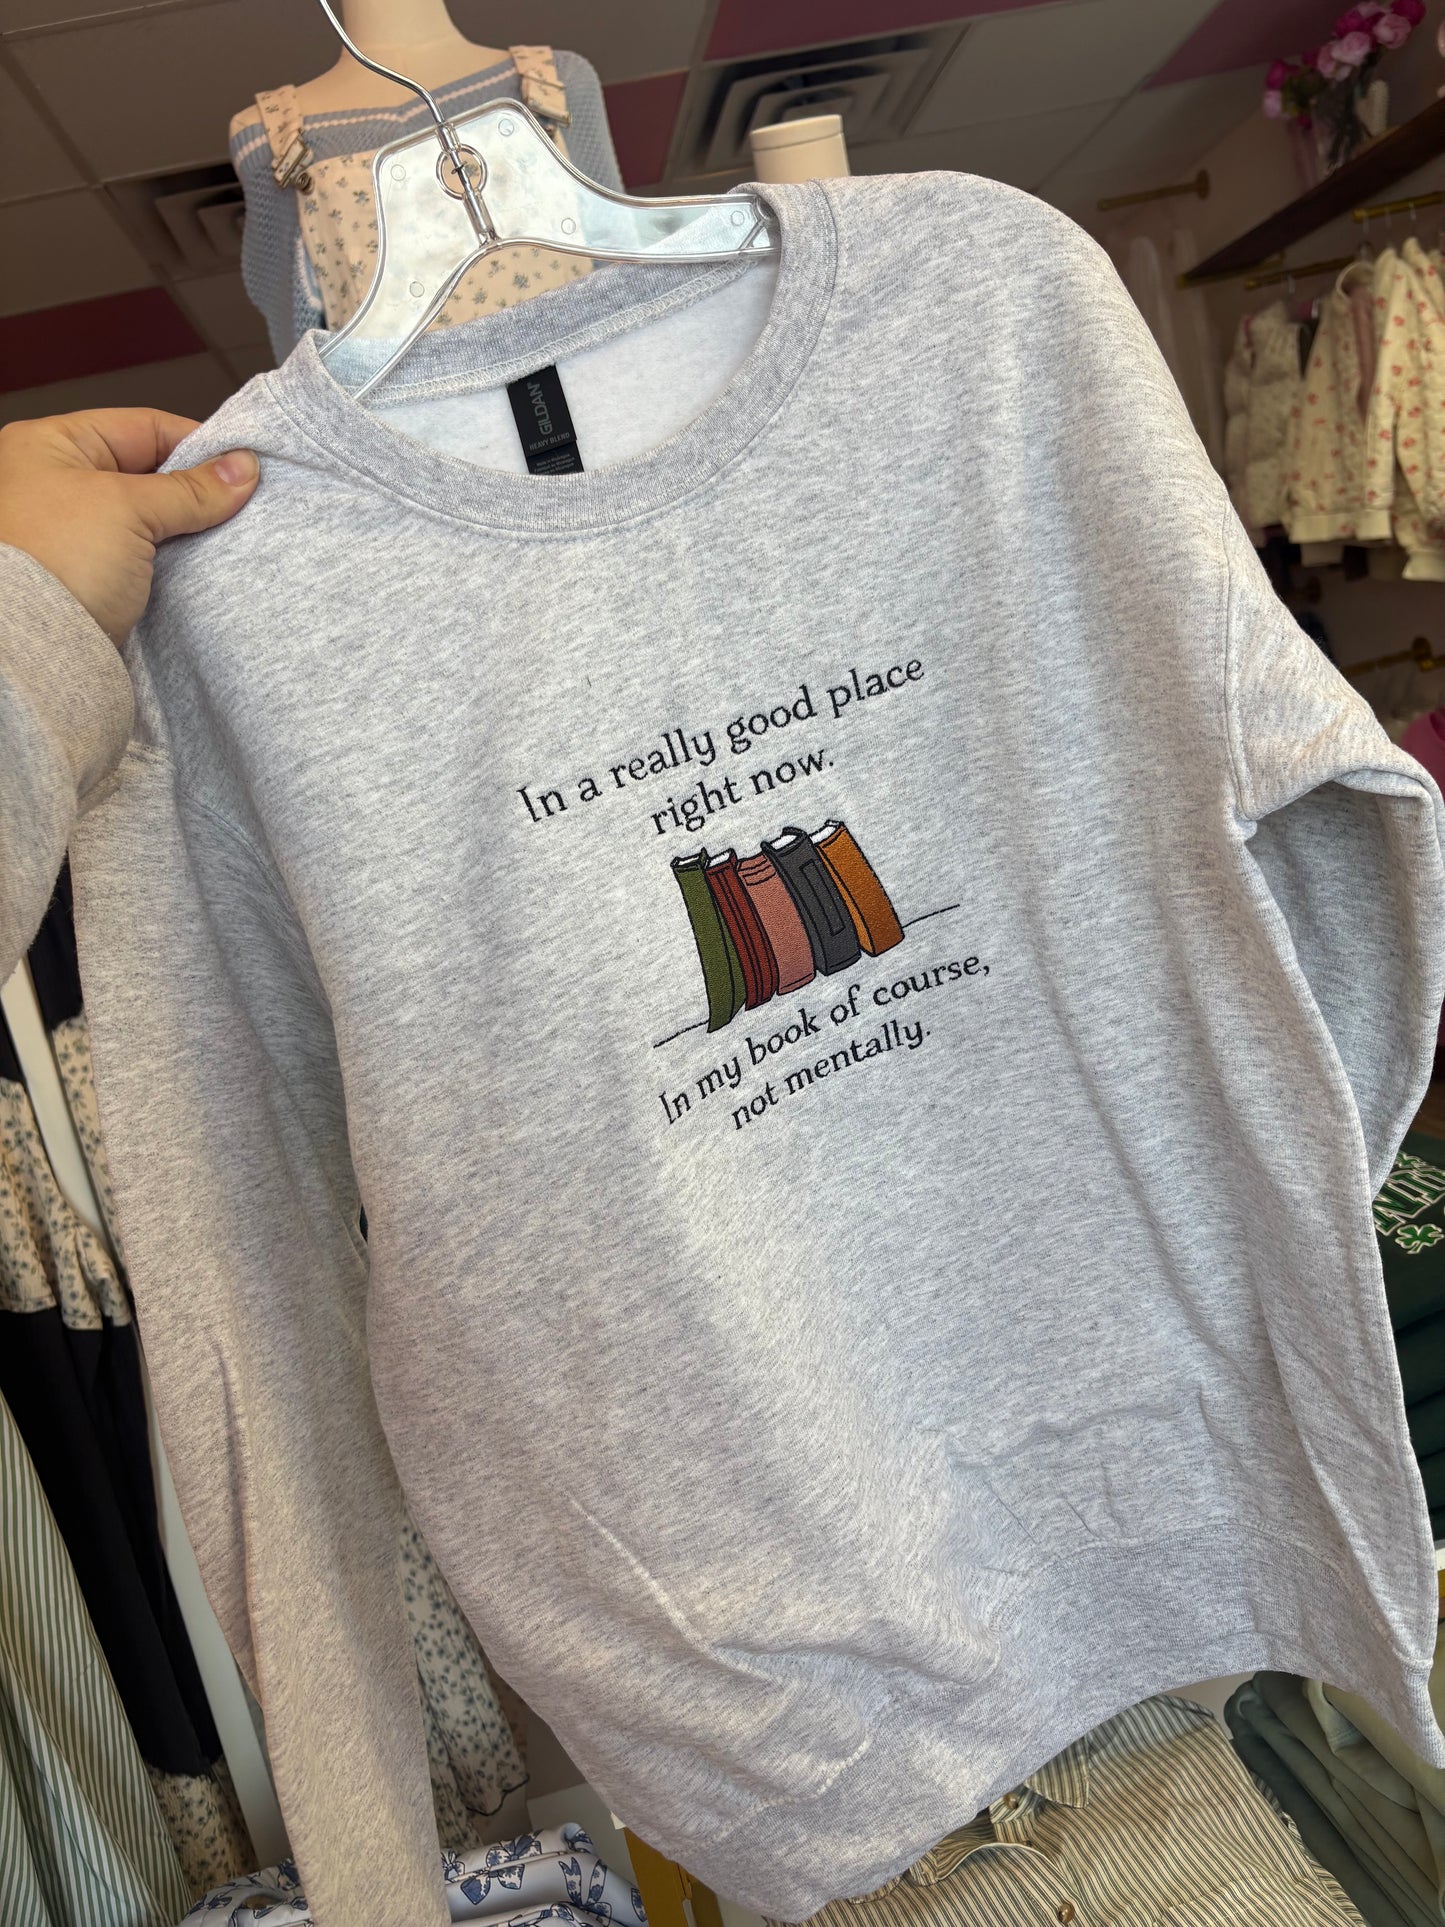 GILDAN®
HEAVY BLEND
In a really good place
right now.
In my book of course,
not mentally.